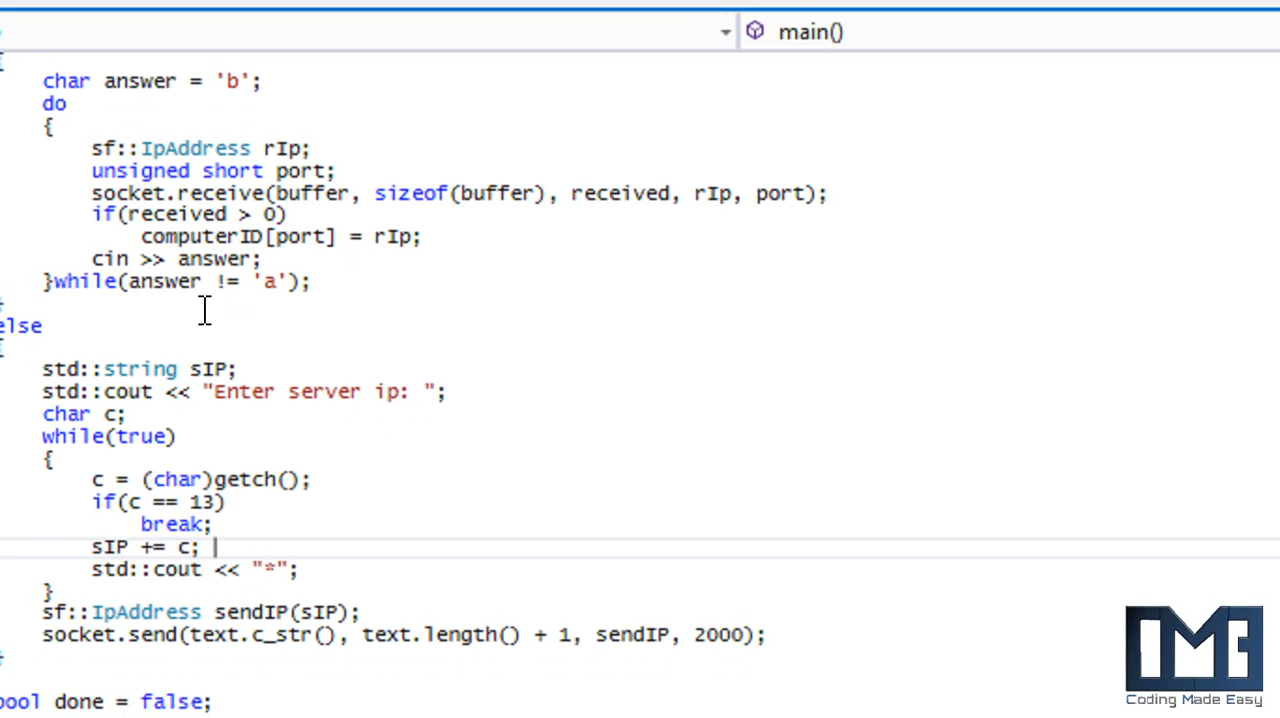 main()
{
char answer = 'b';
do
{
sf::IpAddress rIp;
unsigned short port;
socket.receive(buffer, sizeof(buffer), received, rIp, port);
if(received > 0)
computerID[port] = rIp;
cin >> answer;
}while(answer != 'a');
}
else
{
std::string sIP;
std::cout << "Enter server ip: ";
char c;
while(true)
{
c = (char)getch();
if(c == 13)
break;
sIP += c;
std::cout << "*";
}
sf::IpAddress sendIP(sIP);
socket.send(text.c_str(), text.length() + 1, sendIP, 2000);
}
bool done = false;
Coding Made Easy